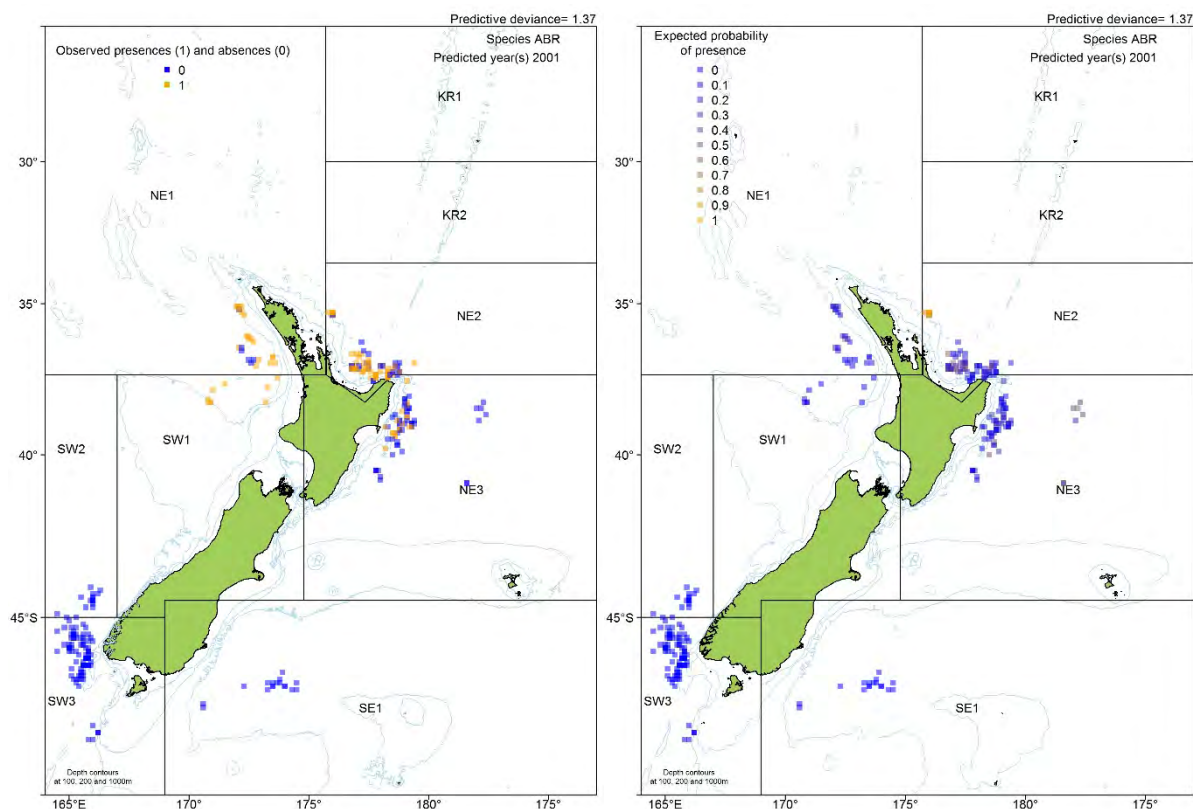 Predictive deviance= 1.37
Observed presences (1) and absences (0)
0
1
Species ABR
Predicted year(s) 2001
KR1
30°
NE1
KR2
35°
NE2
SW2
SW1
40°
NE3
45°S
SW3
SE1
Depth contours
at 100, 200 and 1000m
165°E
170°
175°
180°
175°
Predictive deviance= 1.37
Expected probability
of presence
0
0.1
0.2
0.3
0.4
0.5
0.6
0.7
0.8
0.9
1
Species ABR
Predicted year(s) 2001
KR1
30°
NE1
KR2
35°
NE2
SW2
SW1
40°
NE3
45°S
SW3
SE1
Depth contours
at 100, 200 and 1000m
165°E
170°
175°
180°
175°